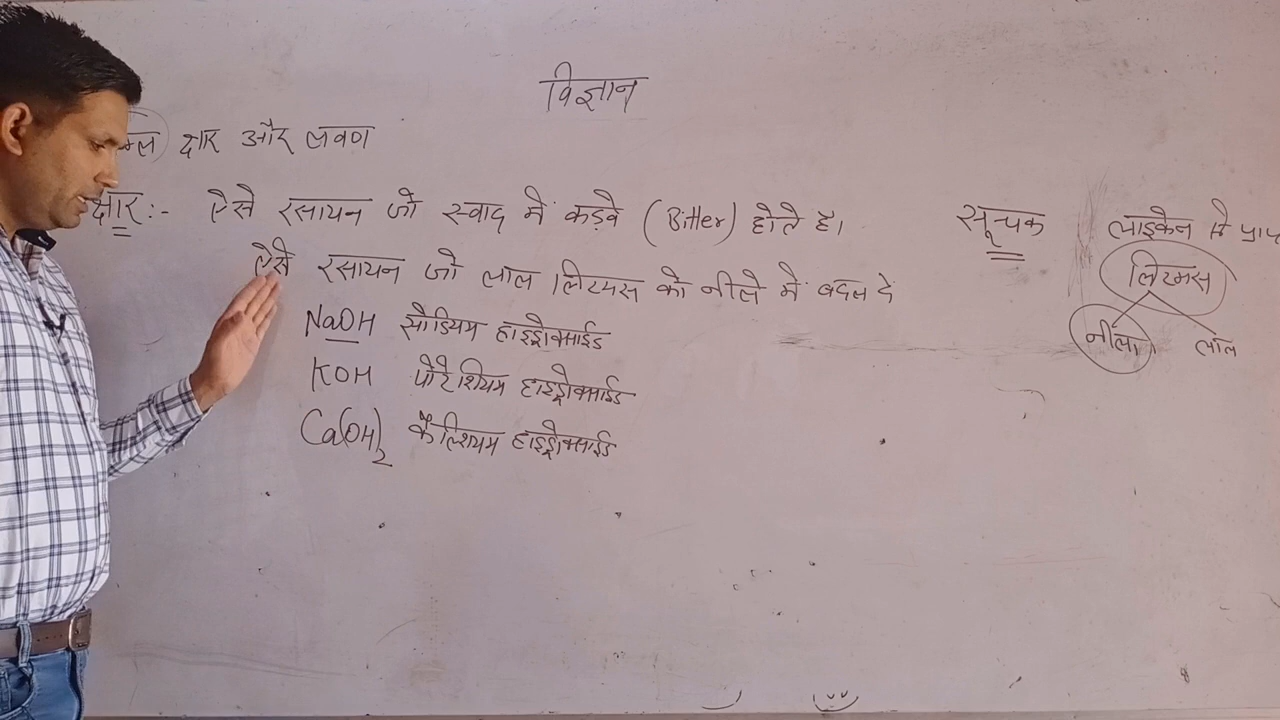 विज्ञान
क्षार और लवण
क्षार :- ऐसे रसायन जो स्वाद में कड़वे (Bitter) होते है।
ऐसे रसायन जो लाल लिटमस को नीले में बदल दे
NaOH सोडियम हाइड्रोक्साईड
KOH पोटैशियम हाइड्रोक्साईड
Ca(OH)2 कैल्शियम हाइड्रोक्साईड
सूचक
लाइकेन से
लिटमस
नीला लाल